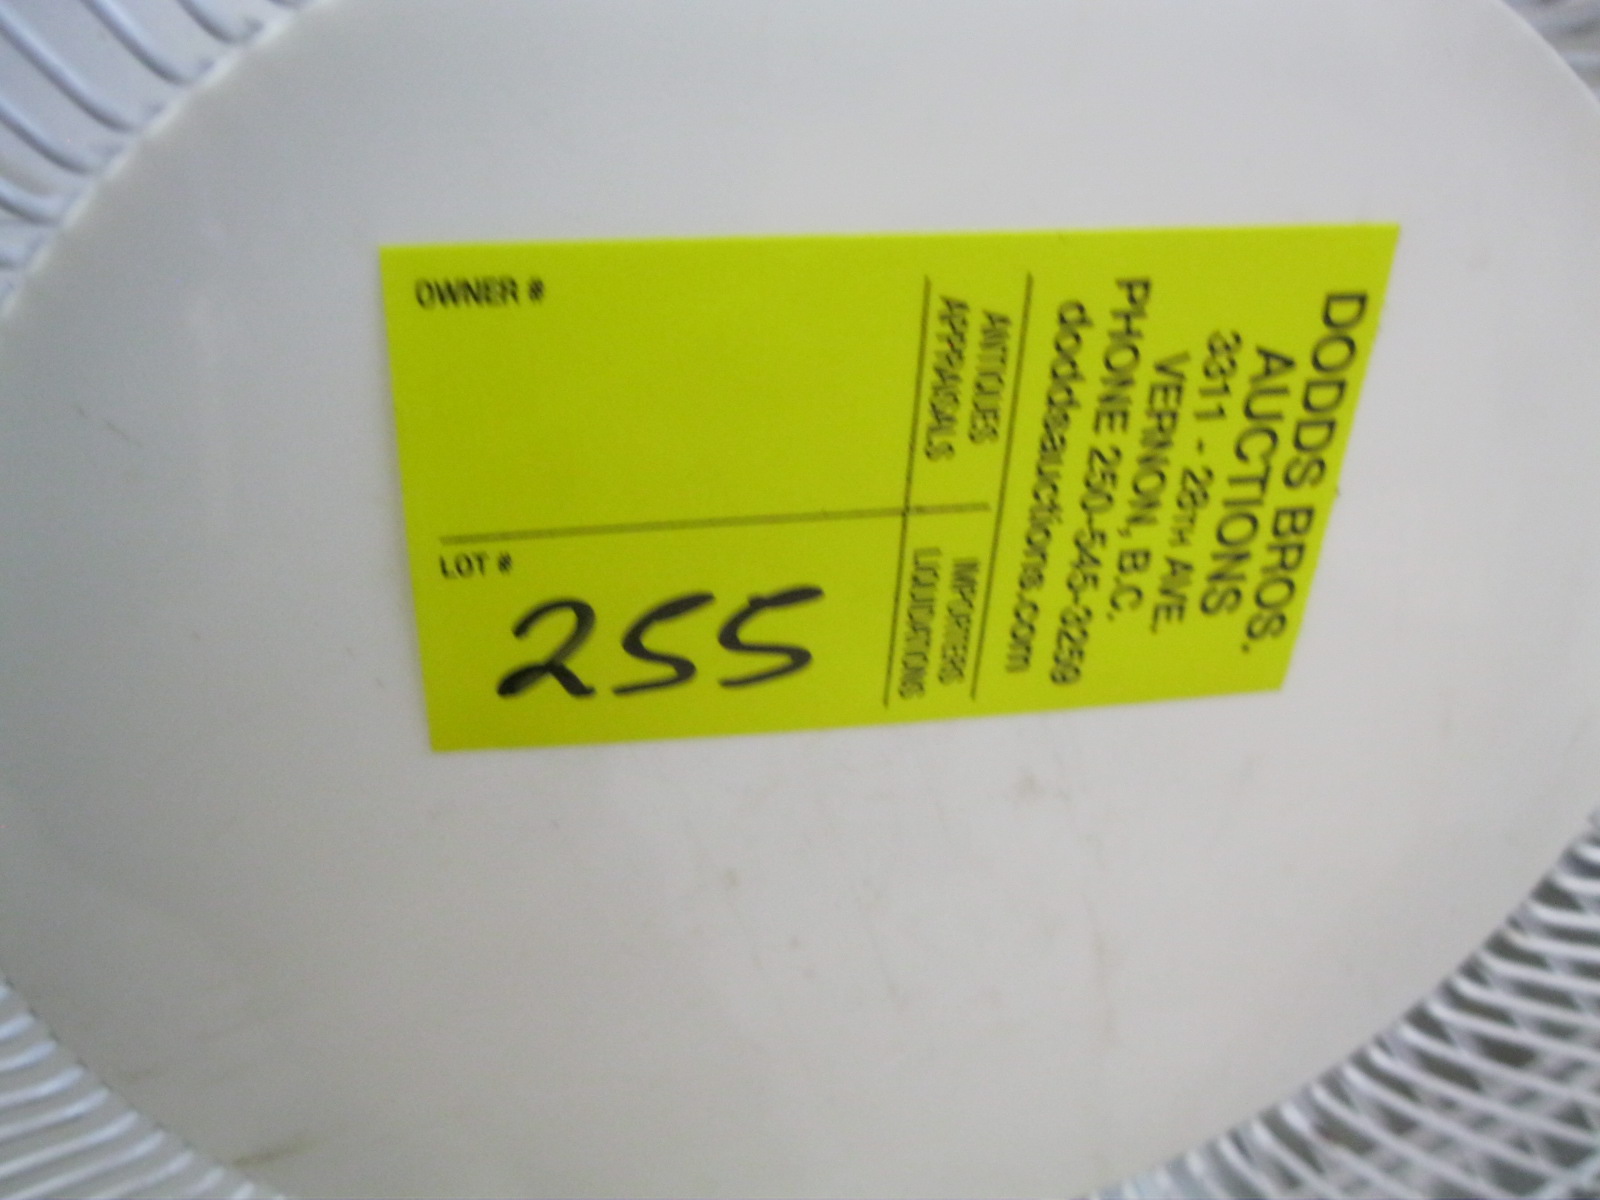 DODDS BROS.
AUCTIONS
3311 - 28TH AVE.
VERNON, B.C.
PHONE 250-545-3259
doddsauctions.com
ANTIQUES
APPRAISALS
IMPORTERS
LIQUIDATIONS
OWNER #
LOT #
255